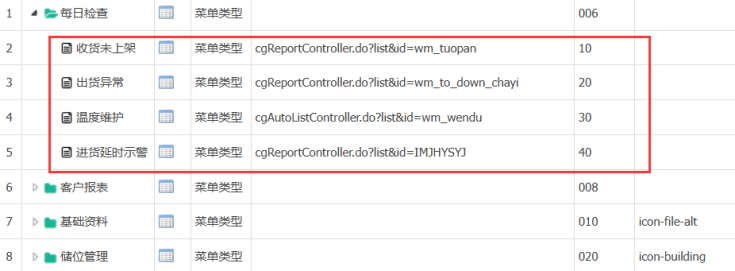 1 每日检查 菜单类型 006
2 收货未上架 菜单类型 cgReportController.do?list&id=wm_tuopan 10
3 出货异常 菜单类型 cgReportController.do?list&id=wm_to_down_chayi 20
4 温度维护 菜单类型 cgAutoListController.do?list&id=wm_wendu 30
5 进货延时示警 菜单类型 cgReportController.do?list&id=IMJHYSYJ 40
6 客户报表 菜单类型 008
7 基础资料 菜单类型 010 icon-file-alt
8 储位管理 菜单类型 020 icon-building